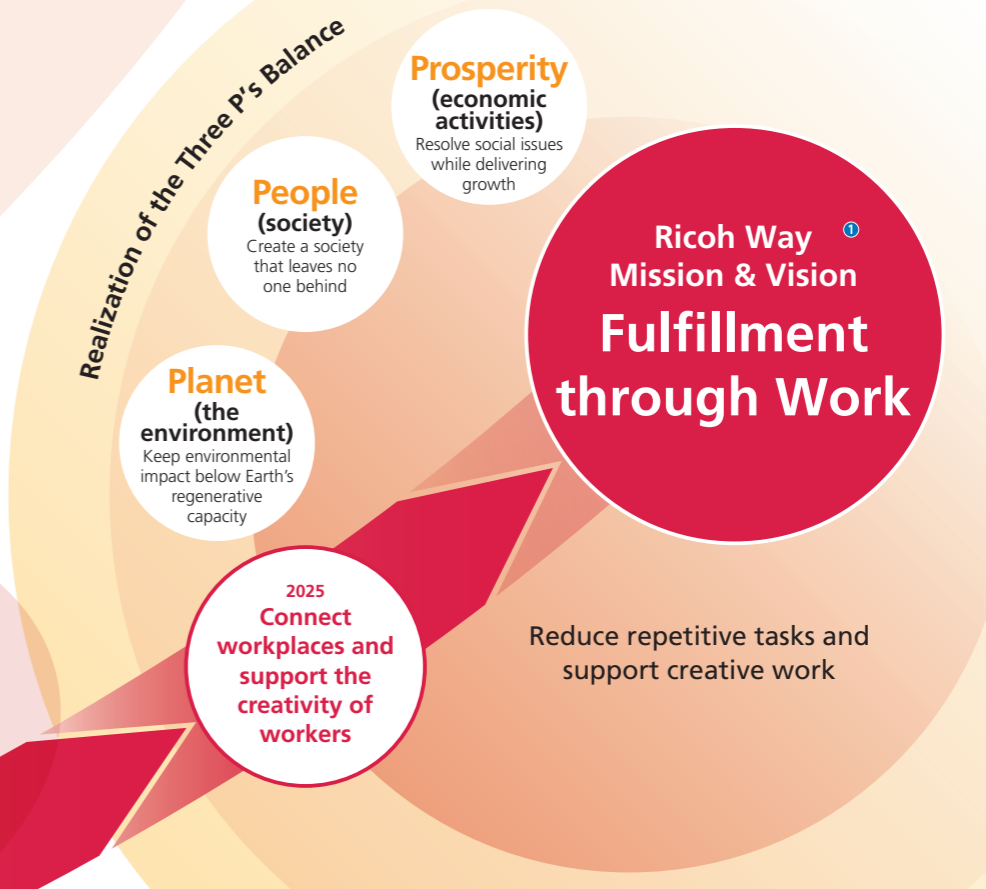 Realization of the Three P's Balance
Prosperity
(economic
activities)
Resolve social issues
while delivering
growth
People
(society)
Create a society
that leaves no
one behind
Planet
(the
environment)
Keep environmental
impact below Earth's
regenerative
capacity
Ricoh Way 1
Mission & Vision
Fulfillment
through Work
2025
Connect
workplaces and
support the
creativity of
workers
Reduce repetitive tasks and
support creative work